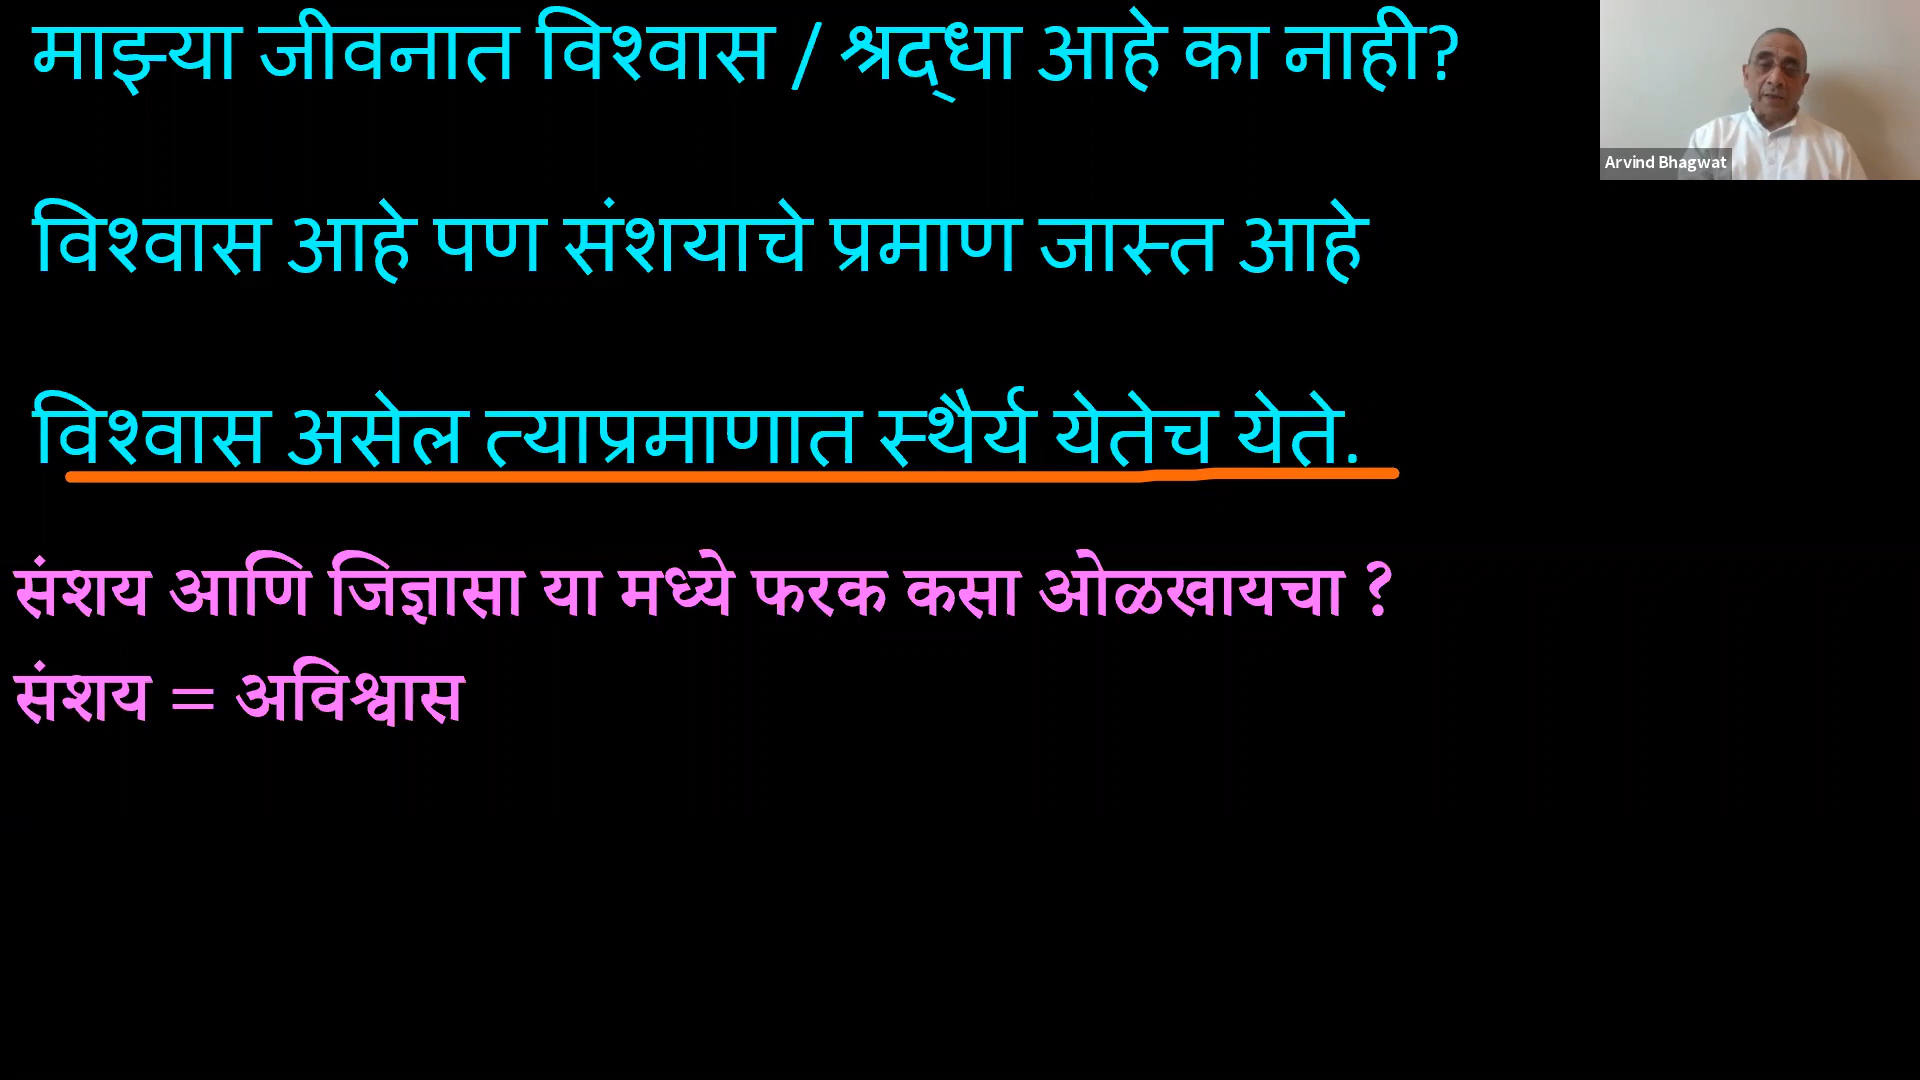 माझ्या जीवनात विश्वास / श्रद्‌धा आहे का नाही?
Arvind Bhagwat
विश्वास आहे पण संशयाचे प्रमाण जास्त आहे
विश्वास असेल त्याप्रमाणात स्थैर्य येतेच येते.
संशय आणि जिज्ञासा या मध्ये फरक कसा ओळखायचा ?
संशय = अविश्वास